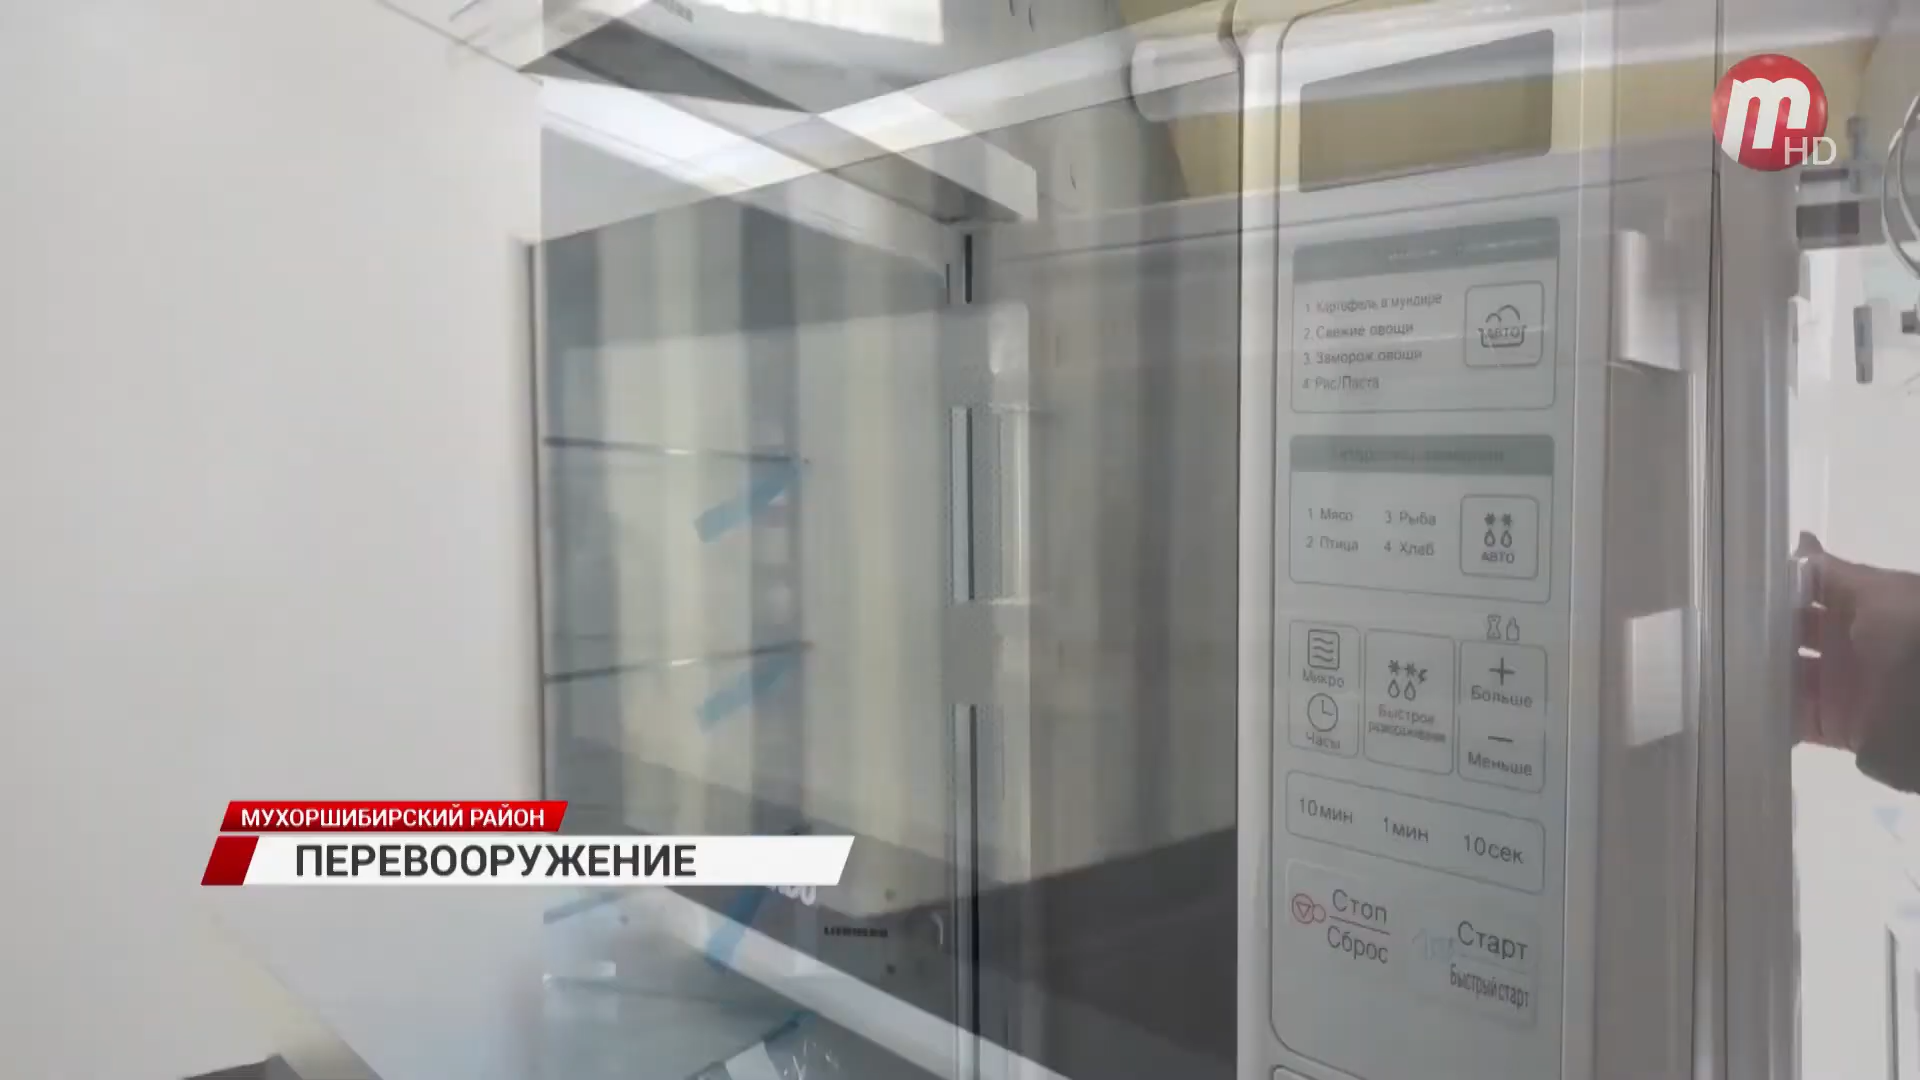 m HD
1. Картофель в мундире
2. Свежие овощи
3. Заморож.овощи
4. Рис/Паста
АВТО
1. Мясо 3. Рыба
2. Птица 4. Хлеб
АВТО
Микро
Часы
Быстрое
размораживание
Больше
Меньше
10мин 1мин 10сек
Стоп
Сброс
Старт
Быстрый старт
МУХОРШИБИРСКИЙ РАЙОН
ПЕРЕВООРУЖЕНИЕ